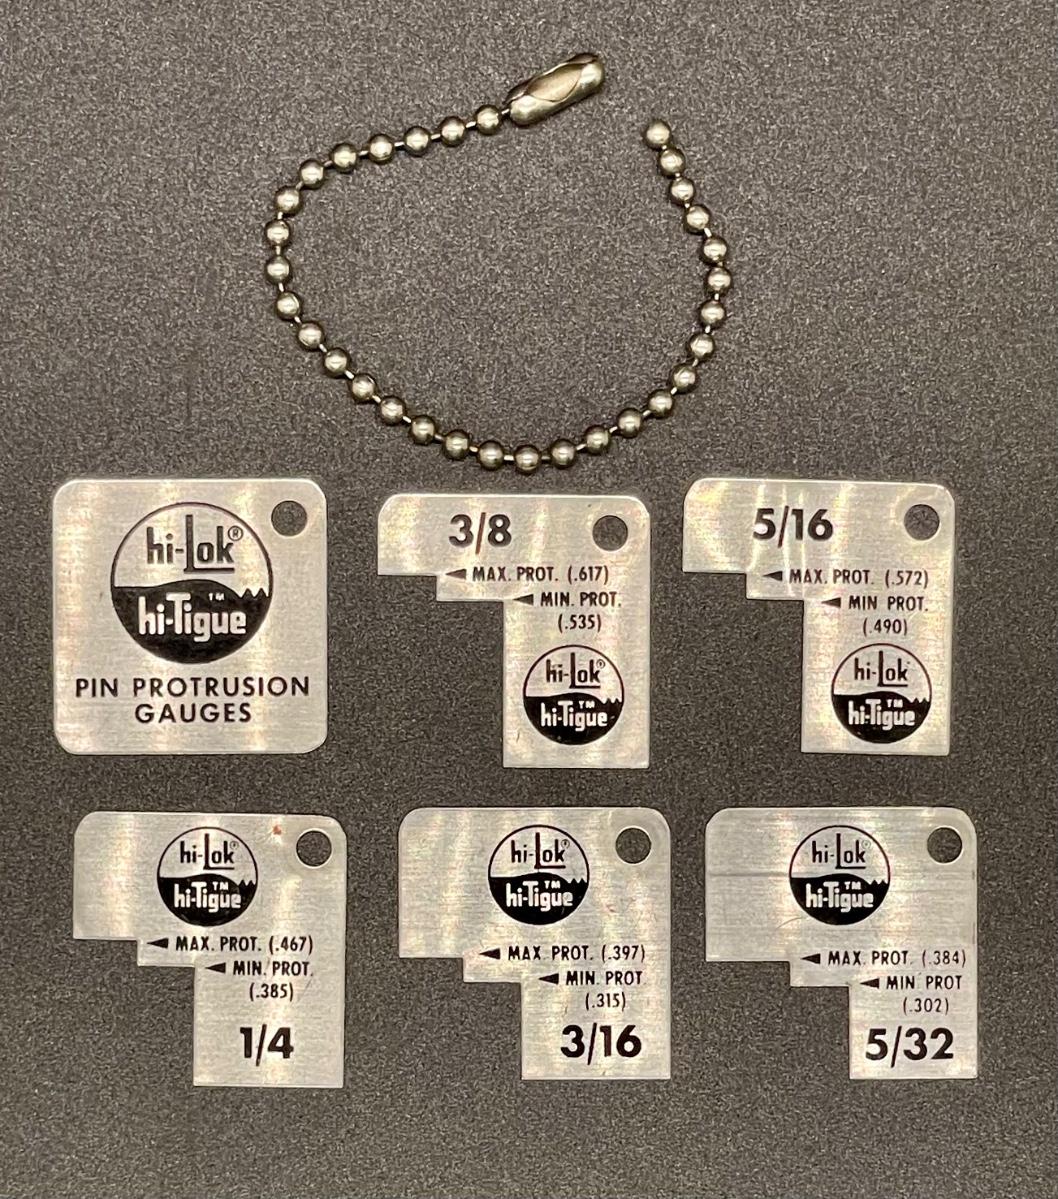 hi-Lok®
hi-Tigue™
PIN PROTRUSION
GAUGES
3/8
MAX. PROT. (.617)
MIN. PROT.
(.535)
hi-Lok®
hi-Tigue™
5/16
MAX. PROT. (.572)
MIN PROT.
(.490)
hi-Lok
hi-Tigue™
hi-Lok®
hi-Tigue™
MAX. PROT. (.467)
MIN. PROT.
(.385)
1/4
hi-Lok®
hi-Tigue™
MAX. PROT. (.397)
MIN. PROT
(.315)
3/16
hi-Lok®
hi-Tigue™
MAX. PROT. (.384)
MIN PROT
(.302)
5/32